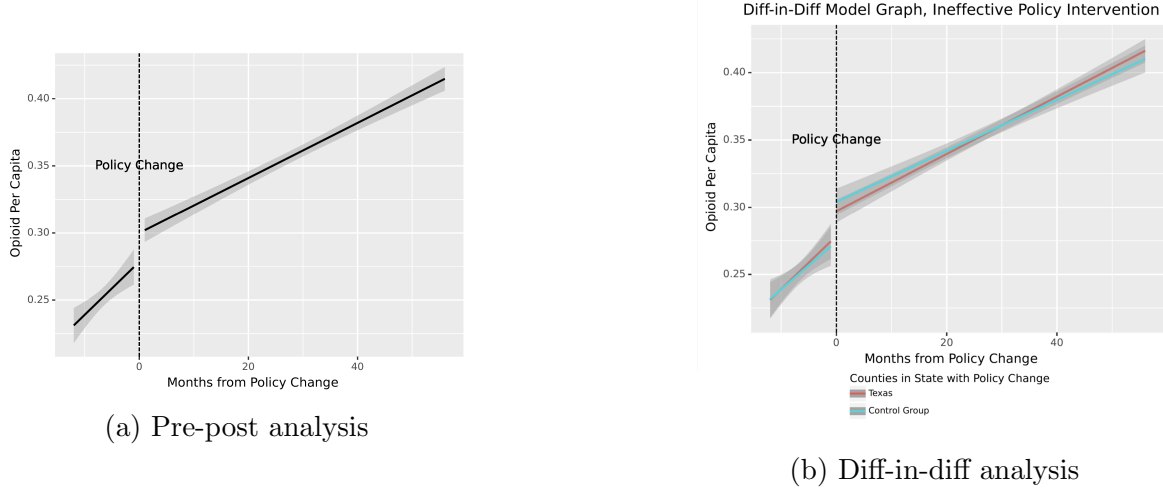 Opioid Per Capita
0.40
0.35
0.30
0.25
Policy Change
0
20
40
Months from Policy Change
(a) Pre-post analysis
Diff-in-Diff Model Graph, Ineffective Policy Intervention
Opioid Per Capita
0.40
0.35
0.30
0.25
Policy Change
0
20
40
Months from Policy Change
Counties in State with Policy Change
Texas
Control Group
(b) Diff-in-diff analysis